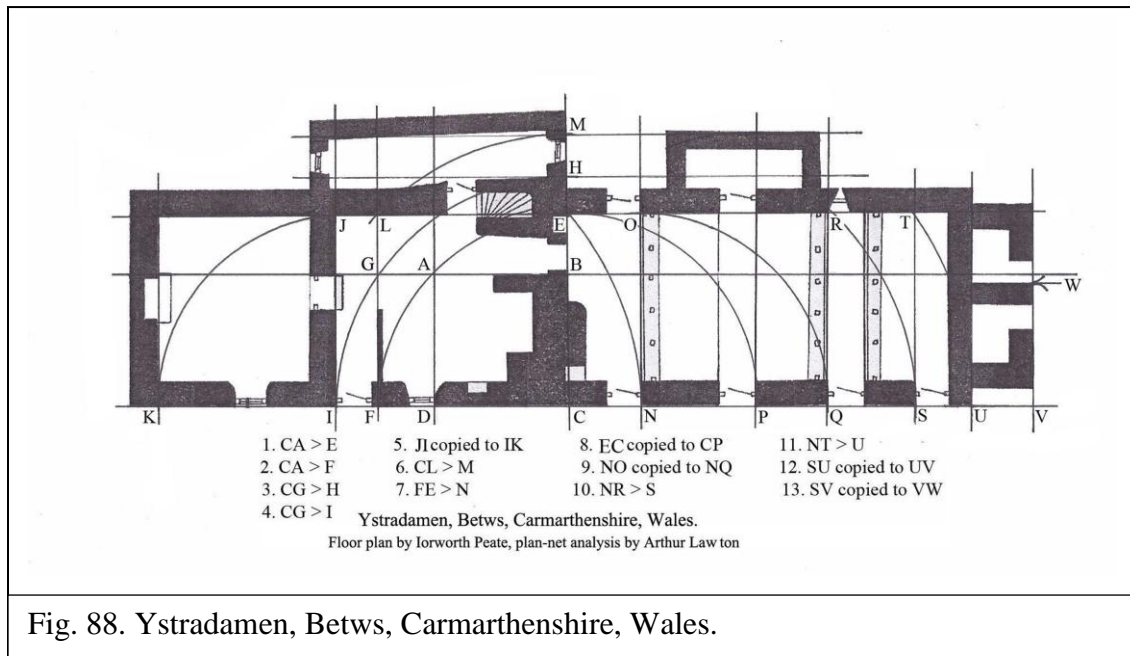 M
H
J L E O R T
G A B
W
K I F D C N P Q S U V
1. CA > E 5. JI copied to IK 8. EC copied to CP 11. NT > U
2. CA > F 6. CL > M 9. NO copied to NQ 12. SU copied to UV
3. CG > H 7. FE > N 10. NR > S 13. SV copied to VW
4. CG > I
Ystradamen, Betws, Carmarthenshire, Wales.
Floor plan by Iorworth Peate, plan-net analysis by Arthur Lawton
Fig. 88. Ystradamen, Betws, Carmarthenshire, Wales.